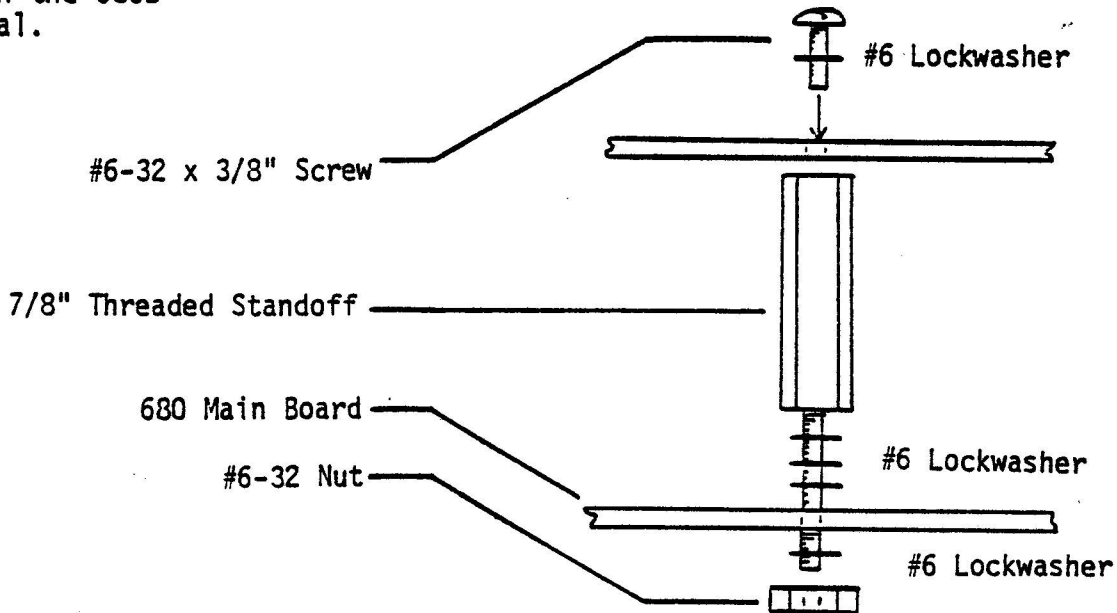 al.
#6 Lockwasher
#6-32 x 3/8" Screw
7/8" Threaded Standoff
680 Main Board
#6 Lockwasher
#6-32 Nut
#6 Lockwasher